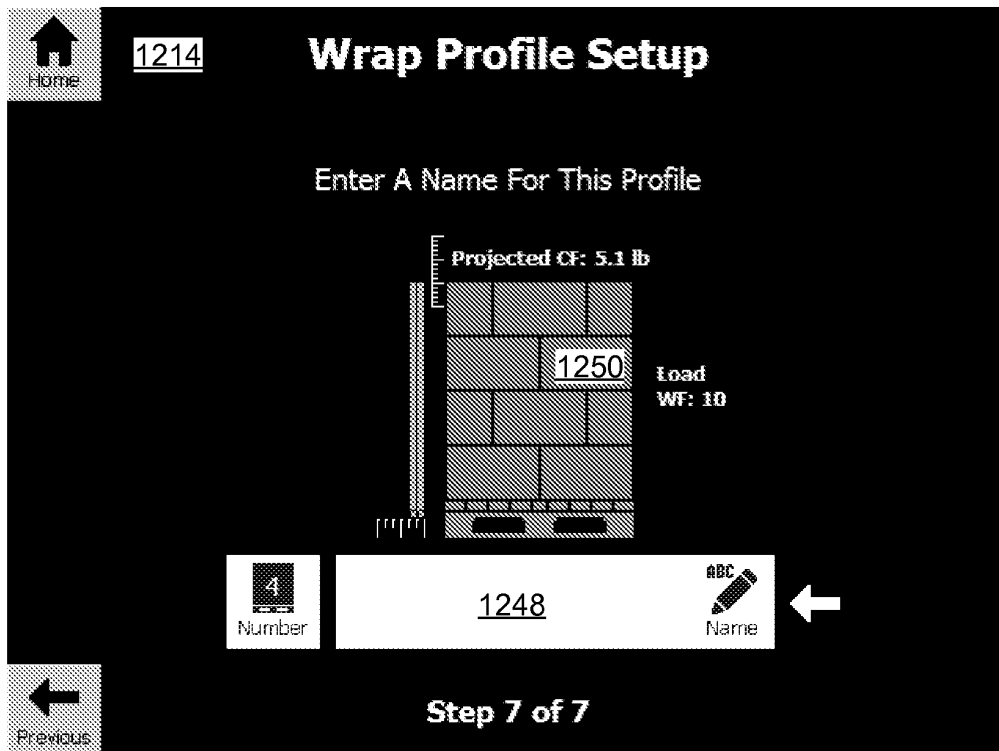 Home
1214
Wrap Profile Setup
Enter A Name For This Profile
Projected CF: 5.1 lb
1250
Load
WF: 10
4
Number
1248
ABC
Name
Previous
Step 7 of 7